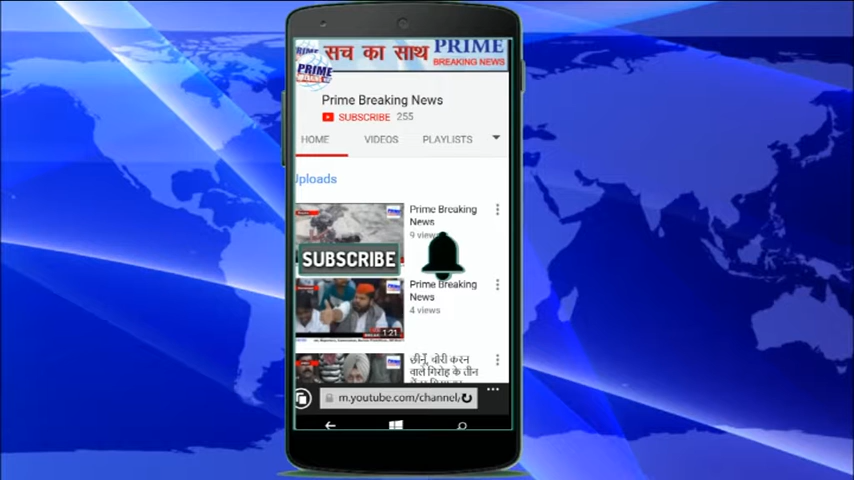 PRIME सच का साथ PRIME
PRIME BREAKING NEWS
Prime Breaking News
SUBSCRIBE 255
HOME VIDEOS PLAYLISTS
Uploads
Prime Breaking
News
9 views
SUBSCRIBE
Prime Breaking
News
4 views
1:21
वाले गिरोह के तीन
m.youtube.com/channel/